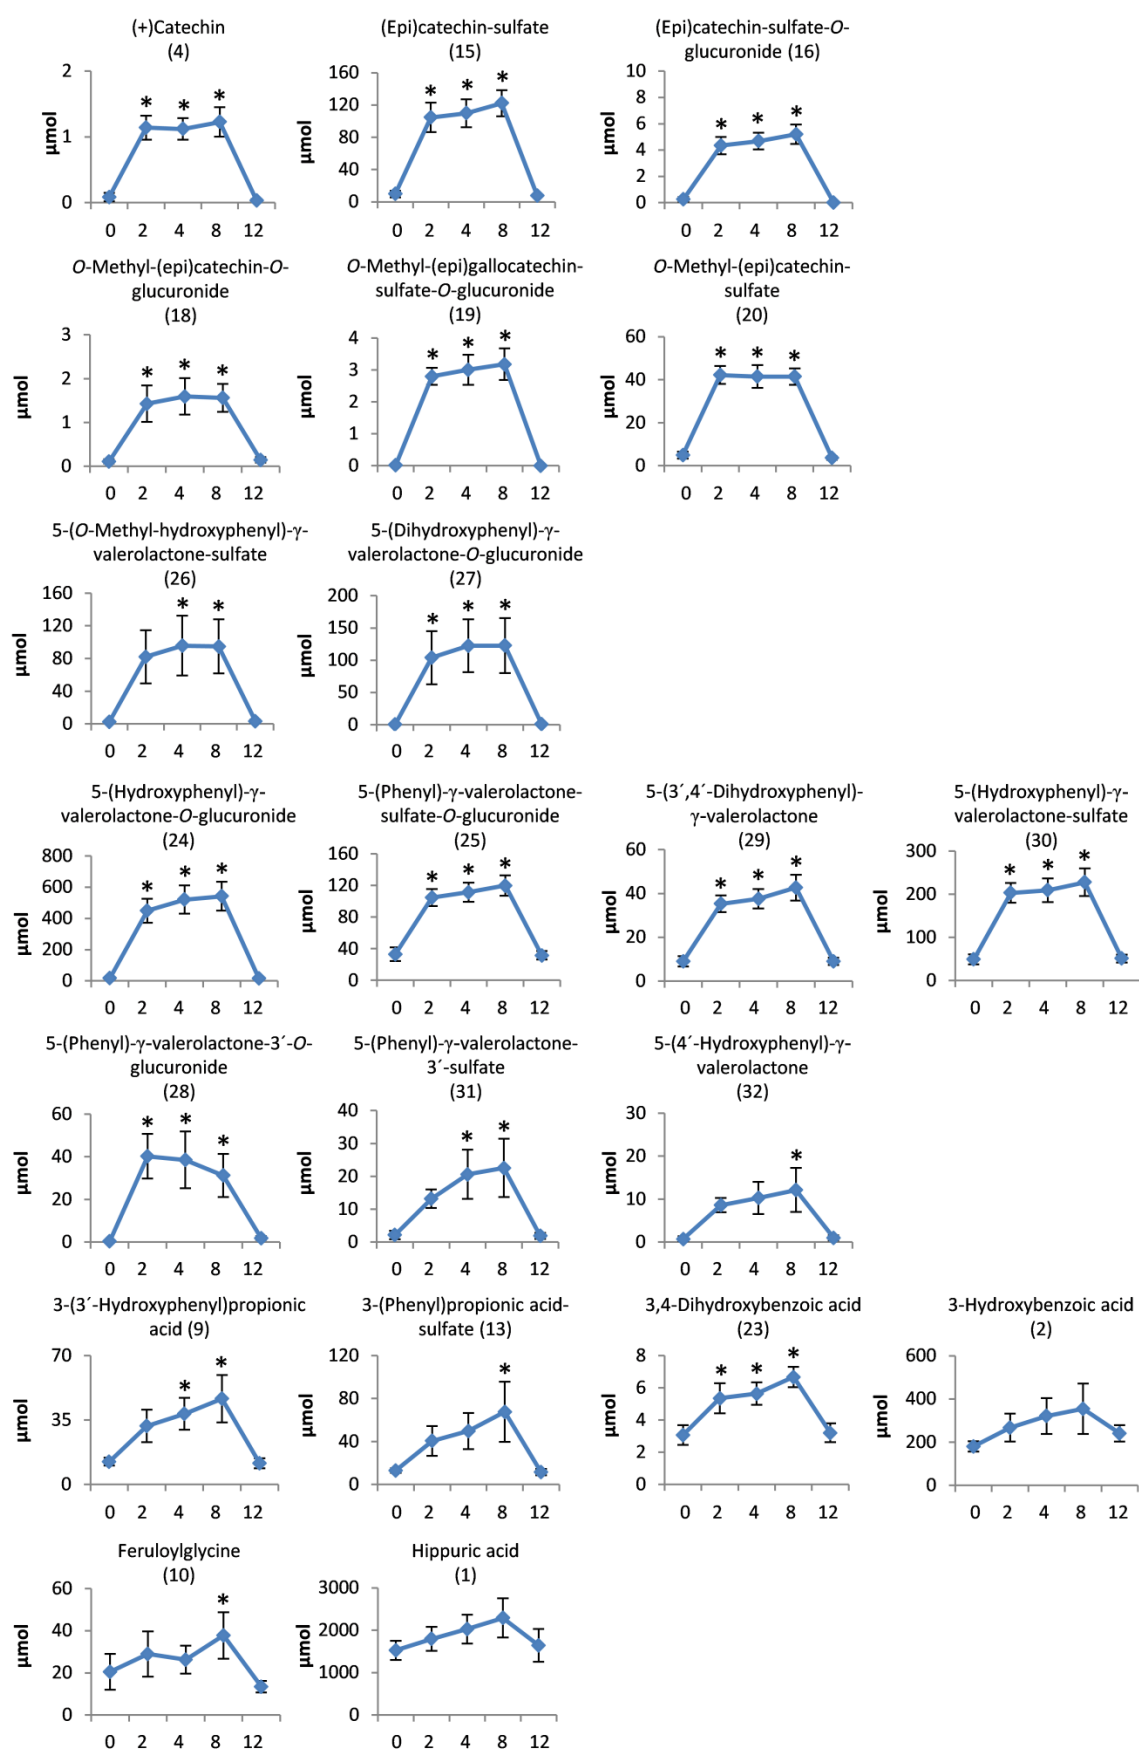 (+)Catechin
(4)
2
1
0
µmol
* * *
0 2 4 8 12
(Epi)catechin-sulfate
(15)
160
120
80
40
0
µmol
* * *
0 2 4 8 12
(Epi)catechin-sulfate-O-
glucuronide (16)
10
8
6
4
2
0
µmol
* * *
0 2 4 8 12
O-Methyl-(epi)catechin-O-
glucuronide
(18)
3
2
1
0
µmol
* * *
0 2 4 8 12
O-Methyl-(epi)gallocatechin-
sulfate-O-glucuronide
(19)
4
3
2
1
0
µmol
* * *
0 2 4 8 12
O-Methyl-(epi)catechin-
sulfate
(20)
60
40
20
0
µmol
* * *
0 2 4 8 12
5-(O-Methyl-hydroxyphenyl)-γ-
valerolactone-sulfate
(26)
160
120
80
40
0
µmol
* *
0 2 4 8 12
5-(Dihydroxyphenyl)-γ-
valerolactone-O-glucuronide
(27)
200
150
100
50
0
µmol
* * *
0 2 4 8 12
5-(Hydroxyphenyl)-γ-
valerolactone-O-glucuronide
(24)
800
600
400
200
0
µmol
* * *
0 2 4 8 12
5-(Phenyl)-γ-valerolactone-
sulfate-O-glucuronide
(25)
160
120
80
40
0
µmol
* * *
0 2 4 8 12
5-(3´,4´-Dihydroxyphenyl)-
γ-valerolactone
(29)
60
40
20
0
µmol
* * *
0 2 4 8 12
5-(Hydroxyphenyl)-γ-
valerolactone-sulfate
(30)
300
200
100
0
µmol
* * *
0 2 4 8 12
5-(Phenyl)-γ-valerolactone-3´-O-
glucuronide
(28)
60
40
20
0
µmol
* * *
0 2 4 8 12
5-(Phenyl)-γ-valerolactone-
3´-sulfate
(31)
40
30
20
10
0
µmol
* *
0 2 4 8 12
5-(4´-Hydroxyphenyl)-γ-
valerolactone
(32)
30
20
10
0
µmol
*
0 2 4 8 12
3-(3´-Hydroxyphenyl)propionic
acid (9)
70
35
0
µmol
* *
0 2 4 8 12
3-(Phenyl)propionic acid-
sulfate (13)
120
80
40
0
µmol
*
0 2 4 8 12
3,4-Dihydroxybenzoic acid
(23)
8
6
4
2
0
µmol
* * *
0 2 4 8 12
3-Hydroxybenzoic acid
(2)
600
400
200
0
µmol
0 2 4 8 12
Feruloylglycine
(10)
60
40
20
0
µmol
*
0 2 4 8 12
Hippuric acid
(1)
3000
2000
1000
0
µmol
0 2 4 8 12